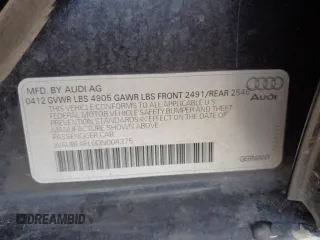 MFD. BY AUDI AG
0412 GVWR LBS 4905 GAWR LBS FRONT 2491/REAR 2546
THIS VEHICLE CONFORMS TO ALL APPLICABLE
FEDERAL MOTOR VEHICLE SAFETY BUMPER AND
THEFT PREVENTION STANDARDS IN EFFECT ON THE
DATE OF MANUFACTURE SHOWN ABOVE
PASSENGER CAR
Audi
GERMANY
DREAMBID